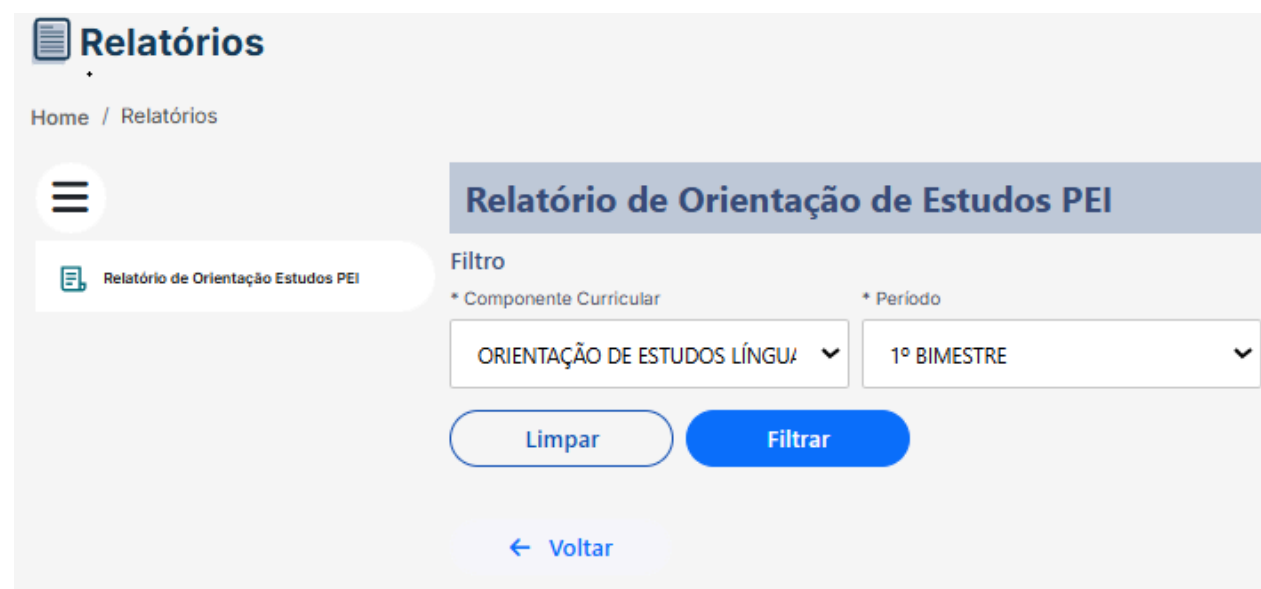 Relatórios
Home / Relatórios
Relatório de Orientação de Estudos PEI
Relatório de Orientação Estudos PEI
Filtro
* Componente Curricular
* Período
ORIENTAÇÃO DE ESTUDOS LÍNGU
1º BIMESTRE
Limpar
Filtrar
← Voltar